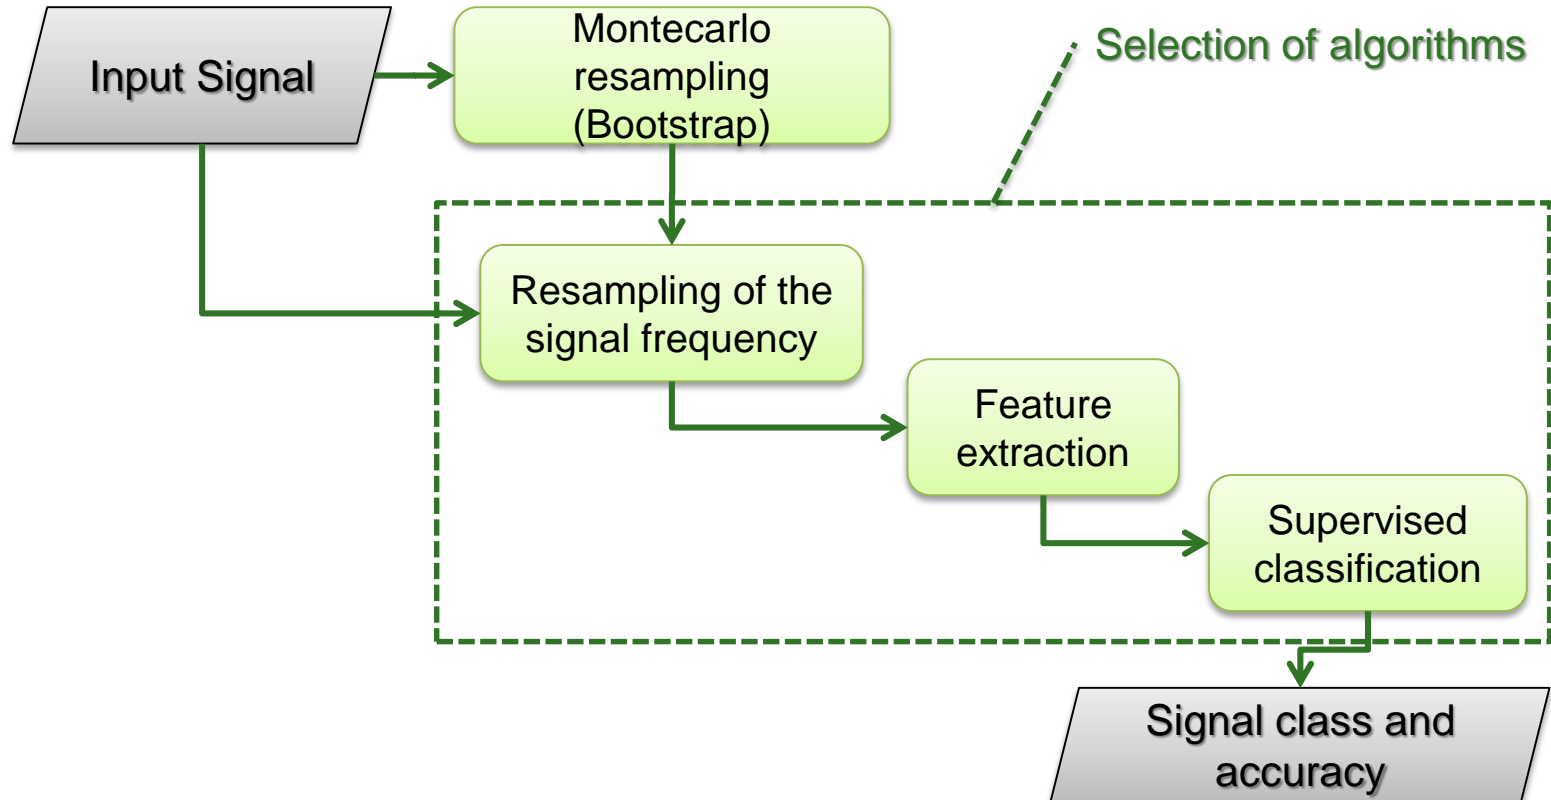 Input Signal
Montecarlo
resampling
(Bootstrap)
Selection of algorithms
Resampling of the
signal frequency
Feature
extraction
Supervised
classification
Signal class and
accuracy